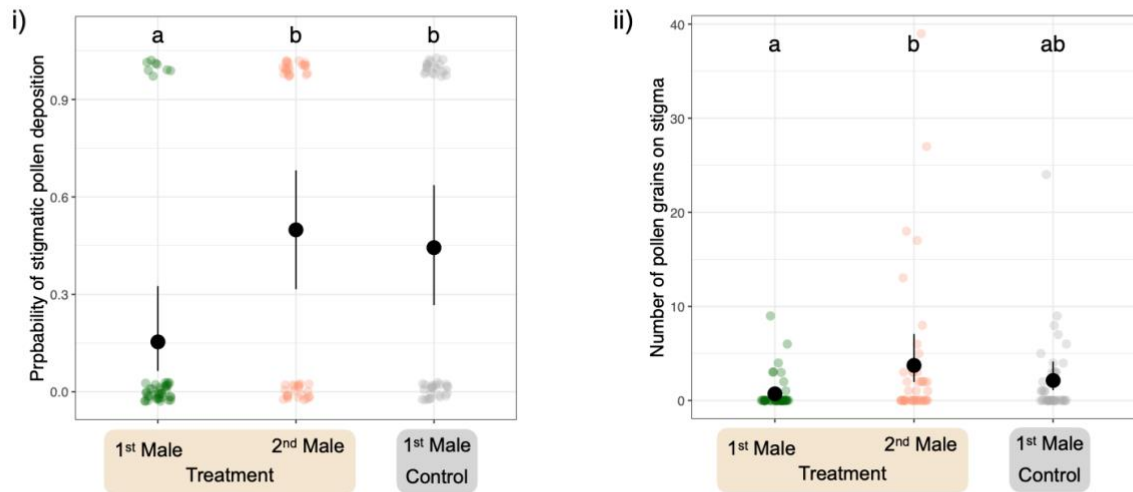 i)
Prpbability of stigmatic pollen deposition
0.9
0.6
0.3
0.0
a b b
1st Male 2nd Male 1st Male
Treatment Control
ii)
Number of pollen grains on stigma
40
30
20
10
0
a b ab
1st Male 2nd Male 1st Male
Treatment Control